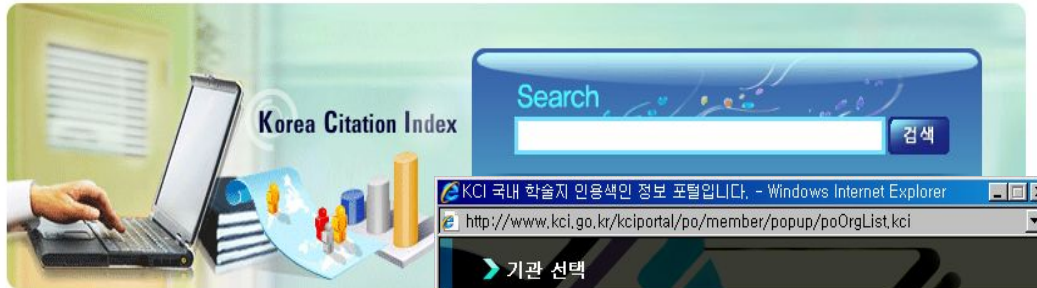 Search
Korea Citation Index
검색
KCI 국내 학술지 인용색인 정보 포털입니다. - Windows Internet Explorer
http://www.kci.go.kr/kciportal/po/member/popup/poOrgList.kci
기관 선택